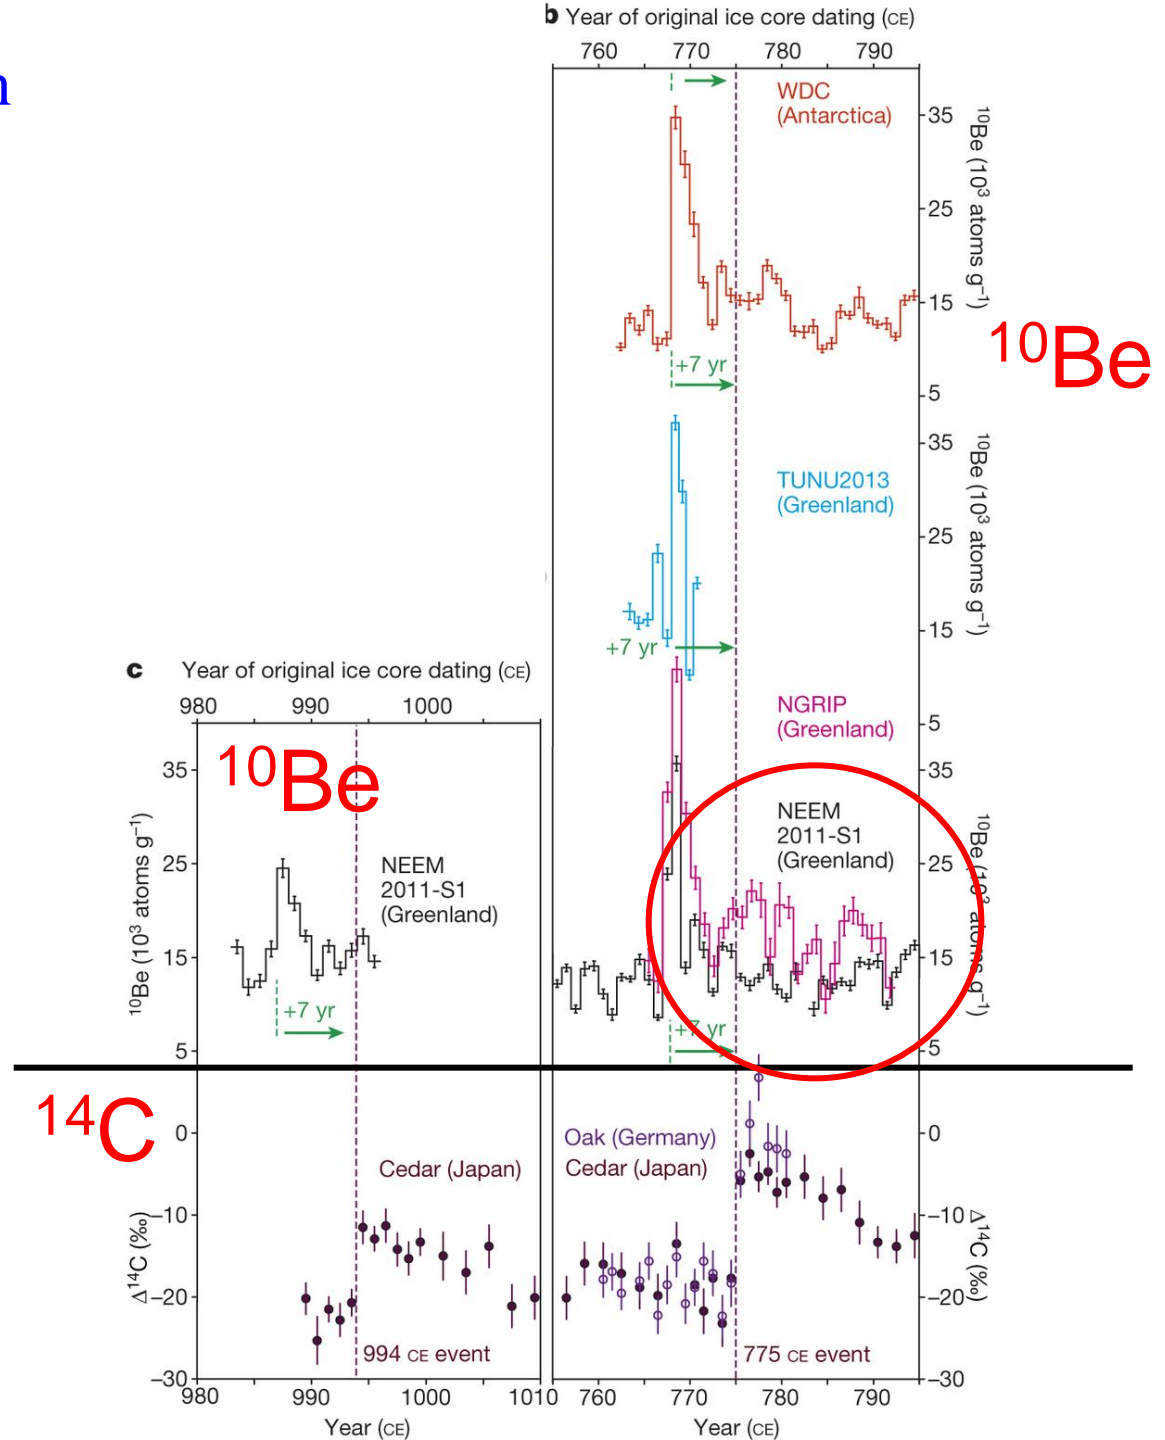 n
b Year of original ice core dating (CE)
760 770 780 790
WDC
(Antarctica)
35
25
15
5
¹⁰Be (10³ atoms g⁻¹)
¹⁰Be
+7 yr
TUNU2013
(Greenland)
35
25
15
5
¹⁰Be (10³ atoms g⁻¹)
+7 yr
NGRIP
(Greenland)
NEEM
2011-S1
(Greenland)
35
25
15
5
¹⁰Be (10³ atoms g⁻¹)
+7 yr
c Year of original ice core dating (CE)
980 990 1000
¹⁰Be
35
25
15
5
¹⁰Be (10³ atoms g⁻¹)
NEEM
2011-S1
(Greenland)
+7 yr
¹⁴C
0
–10
–20
–30
Δ¹⁴C (‰)
Cedar (Japan)
994 CE event
980 990 1000 1010
Year (CE)
Oak (Germany)
Cedar (Japan)
775 CE event
0
–10
–20
–30
Δ¹⁴C (‰)
760 770 780 790
Year (CE)